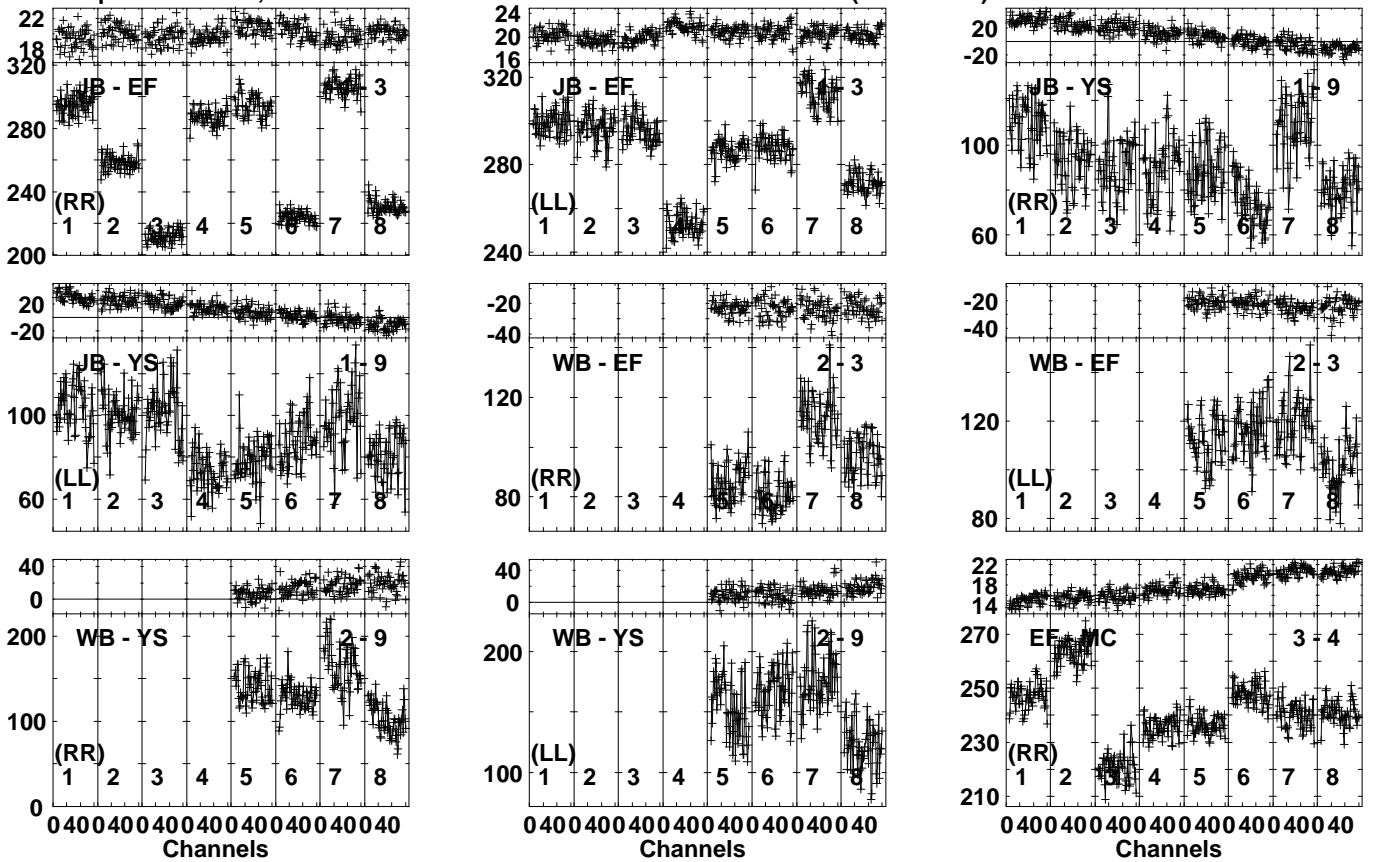 22 24 20
18 20 -20
320 16
JB - EF 1 - 3 320 JB - EF 1 - 3 JB - YS 1 - 9
280 100
280
240
(RR) (LL) (RR)
1 2 3 4 5 6 7 8 1 2 3 4 5 6 7 8 1 2 3 4 5 6 7 8
200 240 60
20 -20 -20
-20 -40 -40
JB - YS 1 - 9 WB - EF 2 - 3 WB - EF 2 - 3
100 120 120
(LL) (RR) (LL)
60 1 2 3 4 5 6 7 8 80 1 2 3 4 5 6 7 8 1 2 3 4 5 6 7 8
80
40 40 22
0 0 18
14
200 WB - YS 2 - 9 200 WB - YS 2 - 9 270 EF - MC 3 - 4
250
100 230
(RR) (LL) (RR)
1 2 3 4 5 6 7 8 100 1 2 3 4 5 6 7 8 1 2 3 4 5 6 7 8
0 210
0 40 0 40 0 40 0 40 0 40 0 40 0 40 0 40 0 40 0 40 0 40 0 40 0 40 0 40 0 40 0 40 0 40 0 40 0 40 0 40 0 40 0 40 0 40 0 40
Channels Channels Channels